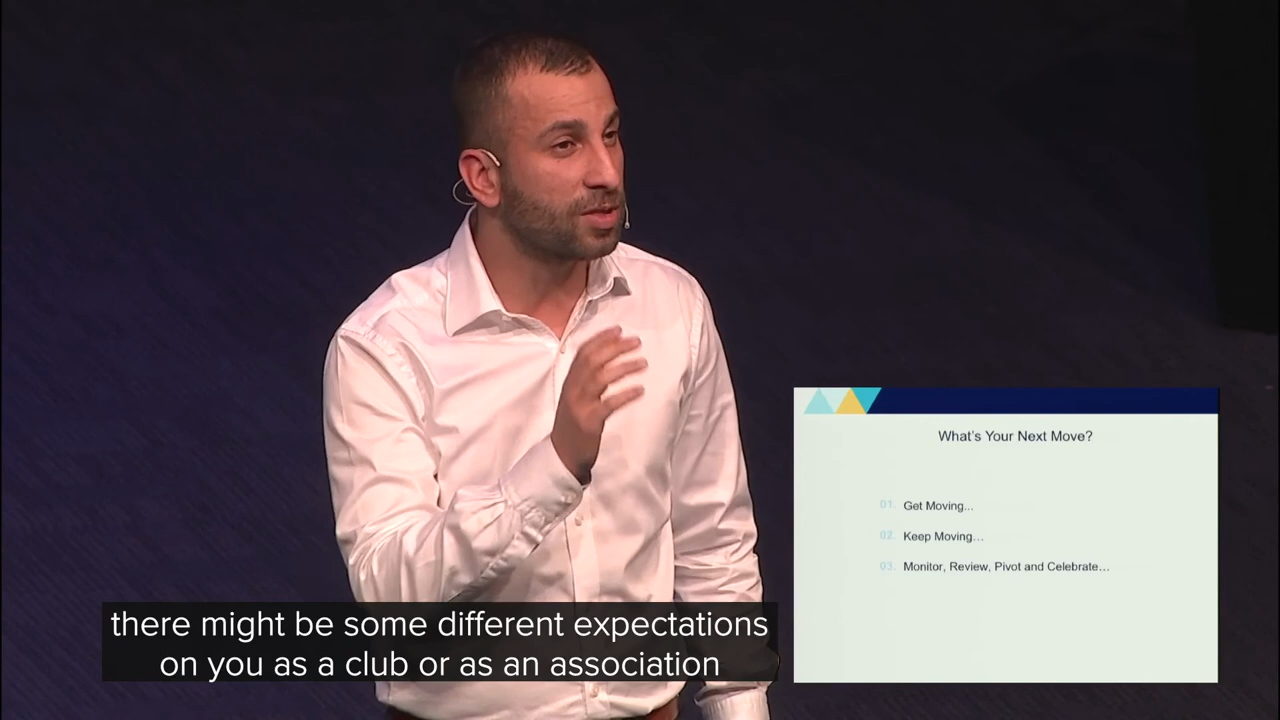 What's Your Next Move?
01. Get Moving...
02. Keep Moving...
03. Monitor, Review, Pivot and Celebrate...
there might be some different expectations
on you as a club or as an association